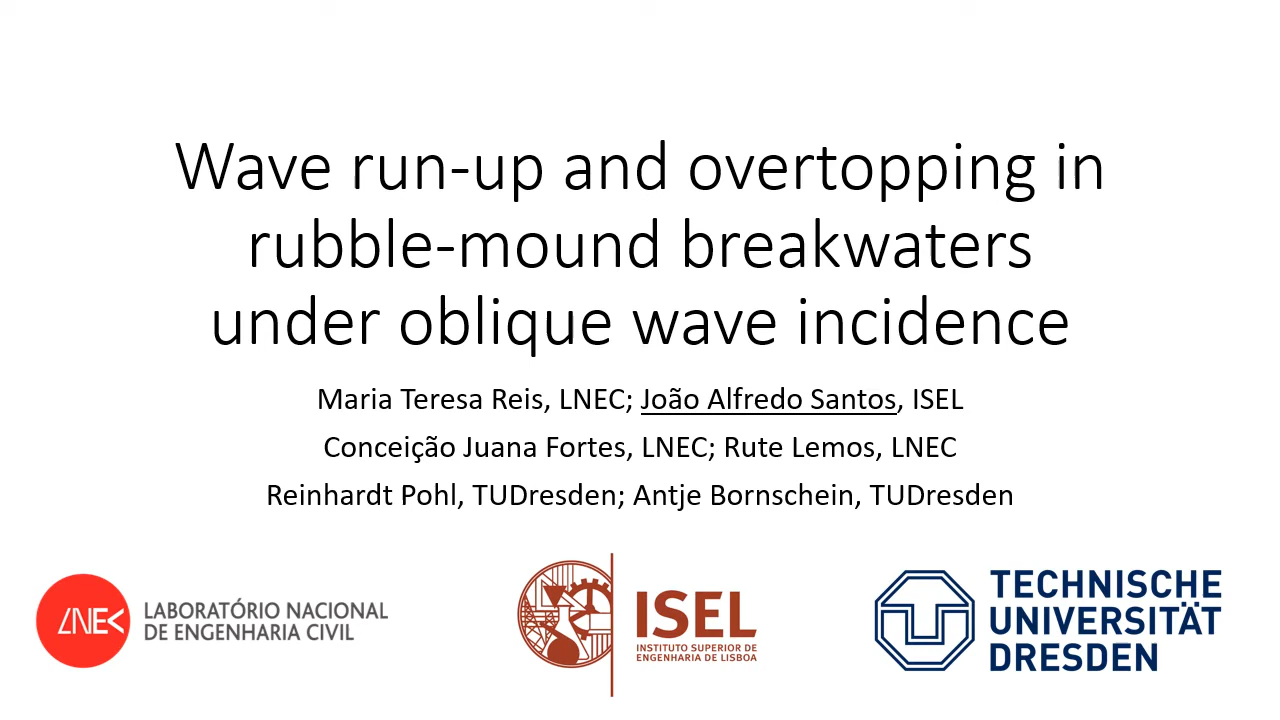 Wave run-up and overtopping in
rubble-mound breakwaters
under oblique wave incidence
Maria Teresa Reis, LNEC; João Alfredo Santos, ISEL
Conceição Juana Fortes, LNEC; Rute Lemos, LNEC
Reinhardt Pohl, TUDresden; Antje Bornschein, TUDresden
LNEC
LABORATÓRIO NACIONAL
DE ENGENHARIA CIVIL
ISEL
INSTITUTO SUPERIOR DE
ENGENHARIA DE LISBOA
TECHNISCHE
UNIVERSITÄT
DRESDEN